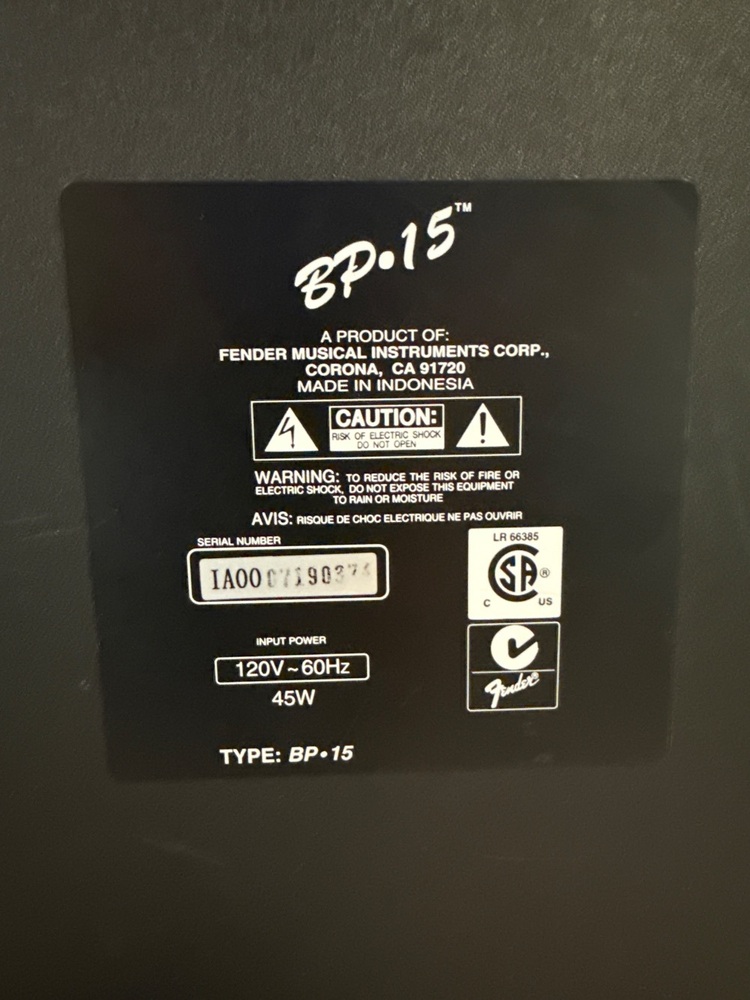 BP•15™
A PRODUCT OF:
FENDER MUSICAL INSTRUMENTS CORP.,
CORONA, CA 91720
MADE IN INDONESIA
CAUTION:
RISK OF ELECTRIC SHOCK
DO NOT OPEN
WARNING: TO REDUCE THE RISK OF FIRE OR
ELECTRIC SHOCK, DO NOT EXPOSE THIS EQUIPMENT
TO RAIN OR MOISTURE
AVIS: RISQUE DE CHOC ELECTRIQUE NE PAS OUVRIR
SERIAL NUMBER
LR 66385
SA ®
C US
INPUT POWER
120V~60Hz
45W
Fender
TYPE: BP•15